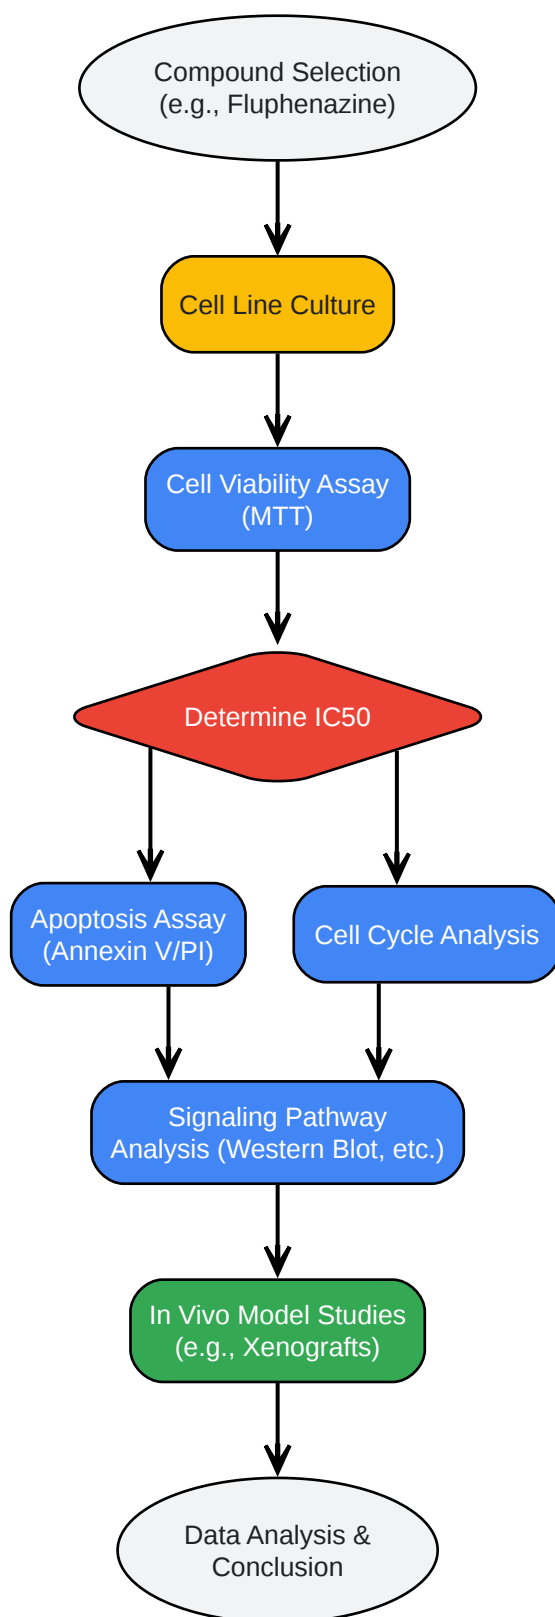 Compound Selection
(e.g., Fluphenazine)
Cell Line Culture
Cell Viability Assay
(MTT)
Determine IC50
Apoptosis Assay
(Annexin V/PI)
Cell Cycle Analysis
Signaling Pathway
Analysis (Western Blot, etc.)
In Vivo Model Studies
(e.g., Xenografts)
Data Analysis &
Conclusion